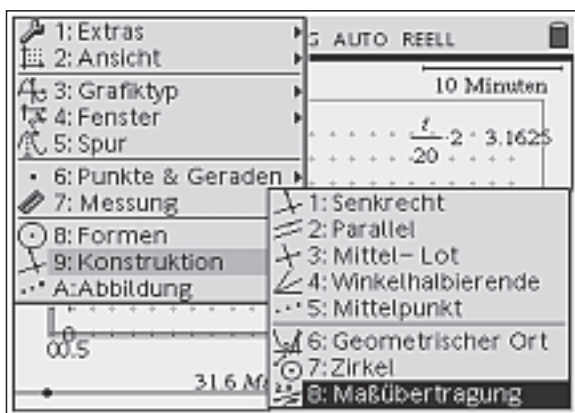 1: Extras
2: Ansicht
3: Grafiktyp
4: Fenster
5: Spur
6: Punkte & Geraden
7: Messung
8: Formen
9: Konstruktion
A:Abbildung
G AUTO REELL
10 Minuten
t/20 ·2 3.1625
1: Senkrecht
2: Parallel
3: Mittel- Lot
4: Winkelhalbierende
5: Mittelpunkt
6: Geometrischer Ort
7: Zirkel
8: Maßübertragung
0
00.5
31.6